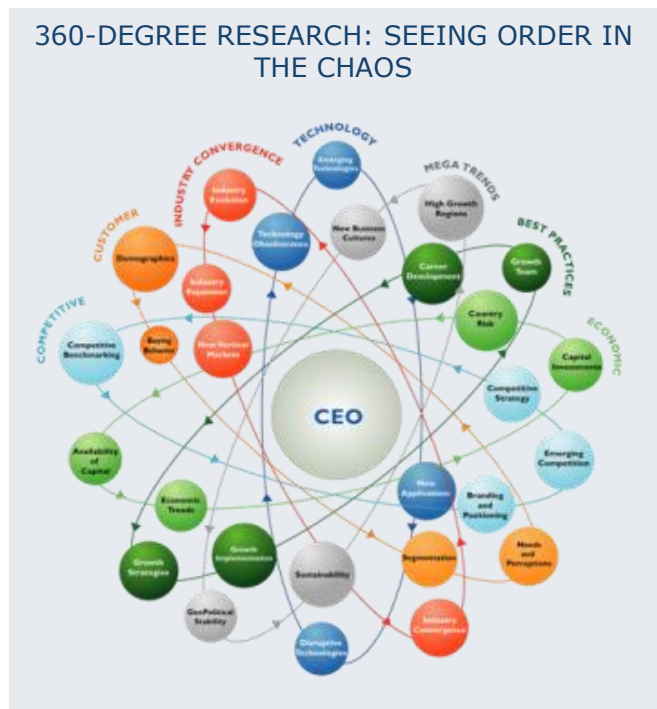 360-DEGREE RESEARCH: SEEING ORDER IN
THE CHAOS
TECHNOLOGY
INDUSTRY CONVERGENCE
MEGA TRENDS
CUSTOMER
BEST PRACTICES
COMPETITIVE
ECONOMIC
Emerging
Technologies
Industry
Evolution
High Growth
Regions
Technology
Obsolescence
New Business
Cultures
Demographics
Career
Development
Growth
Team
Industry
Expansion
Country
Risk
Competitive
Benchmarking
Buying
Behavior
New Vertical
Markets
Capital
Investments
Competitive
Strategy
CEO
Availability
of
Capital
Emerging
Competition
Economic
Trends
New
Applications
Branding
and
Positioning
Growth
Strategies
Growth
Implementation
Sustainability
Segmentation
Needs
and
Perceptions
GeoPolitical
Stability
Disruptive
Technologies
Industry
Convergence